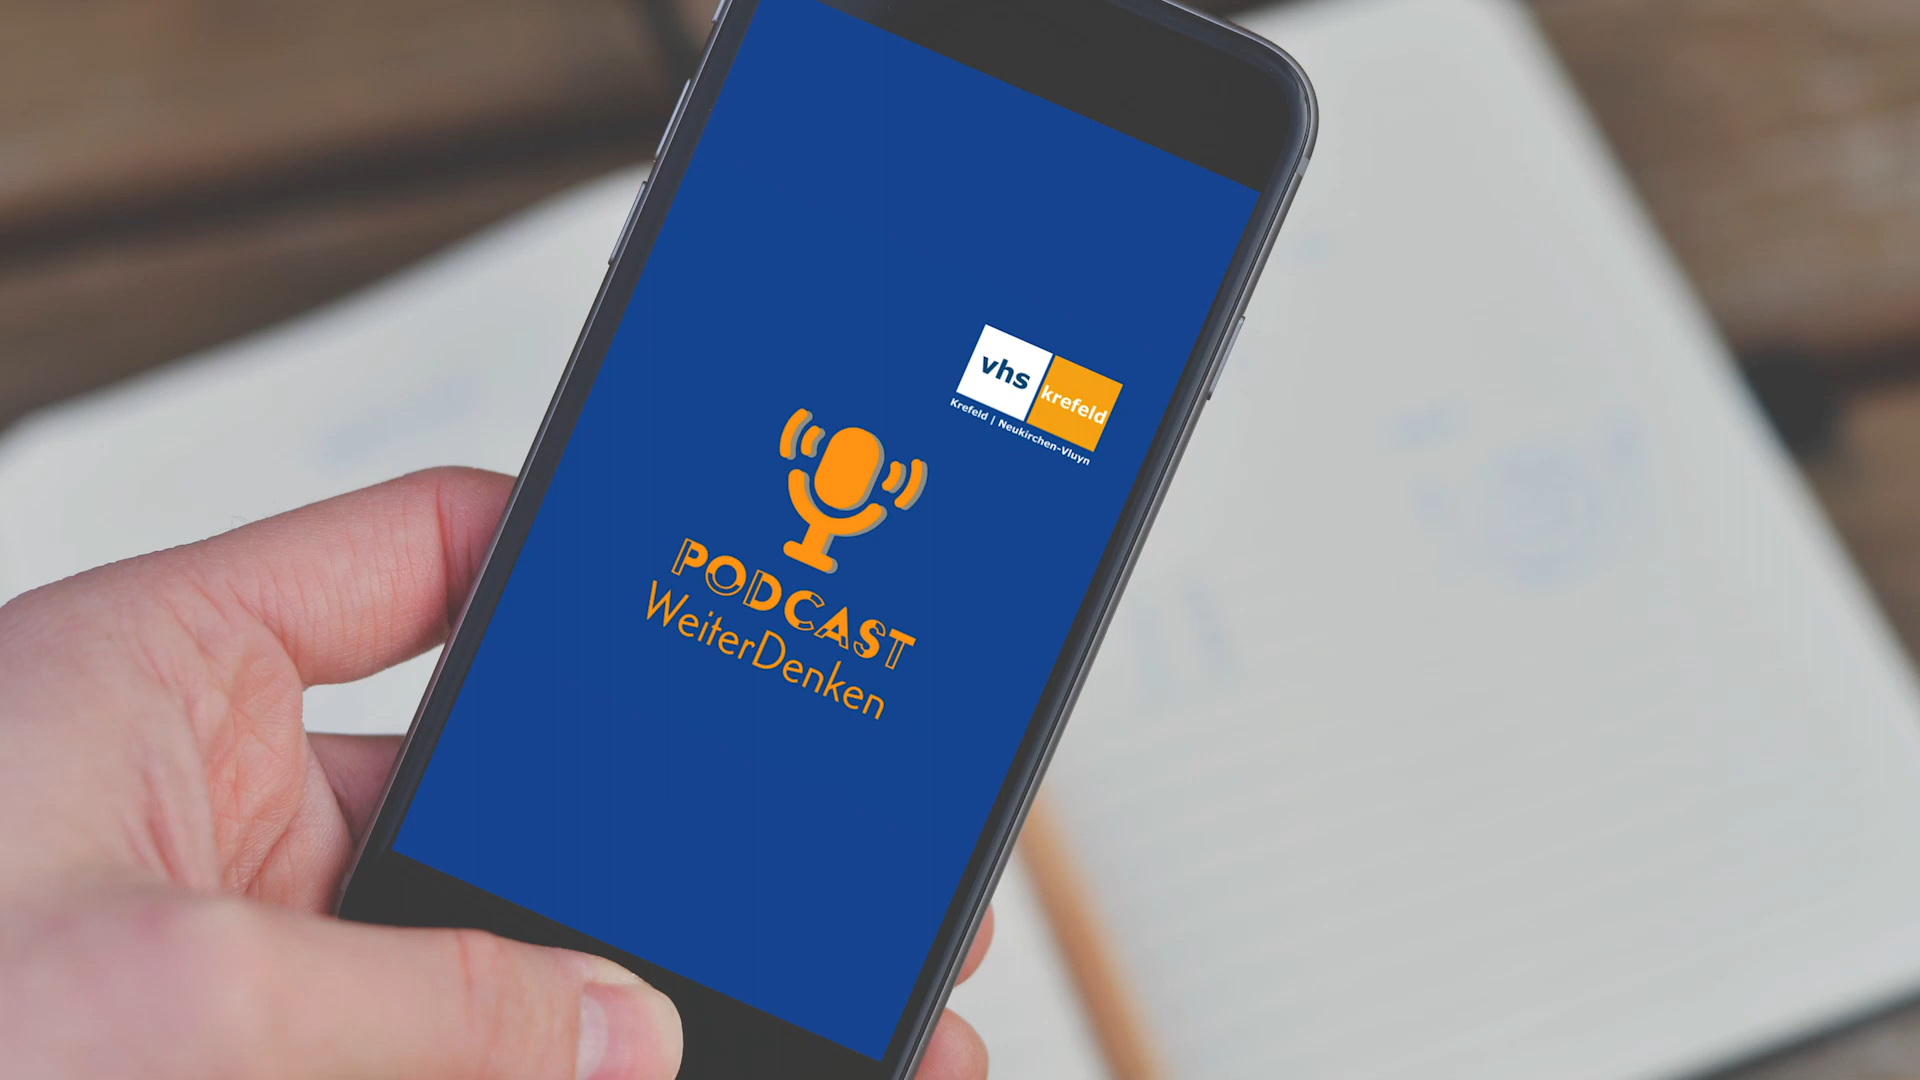 vhs
krefeld
Krefeld | Neukirchen-Vluyn
PODCAST
WeiterDenken